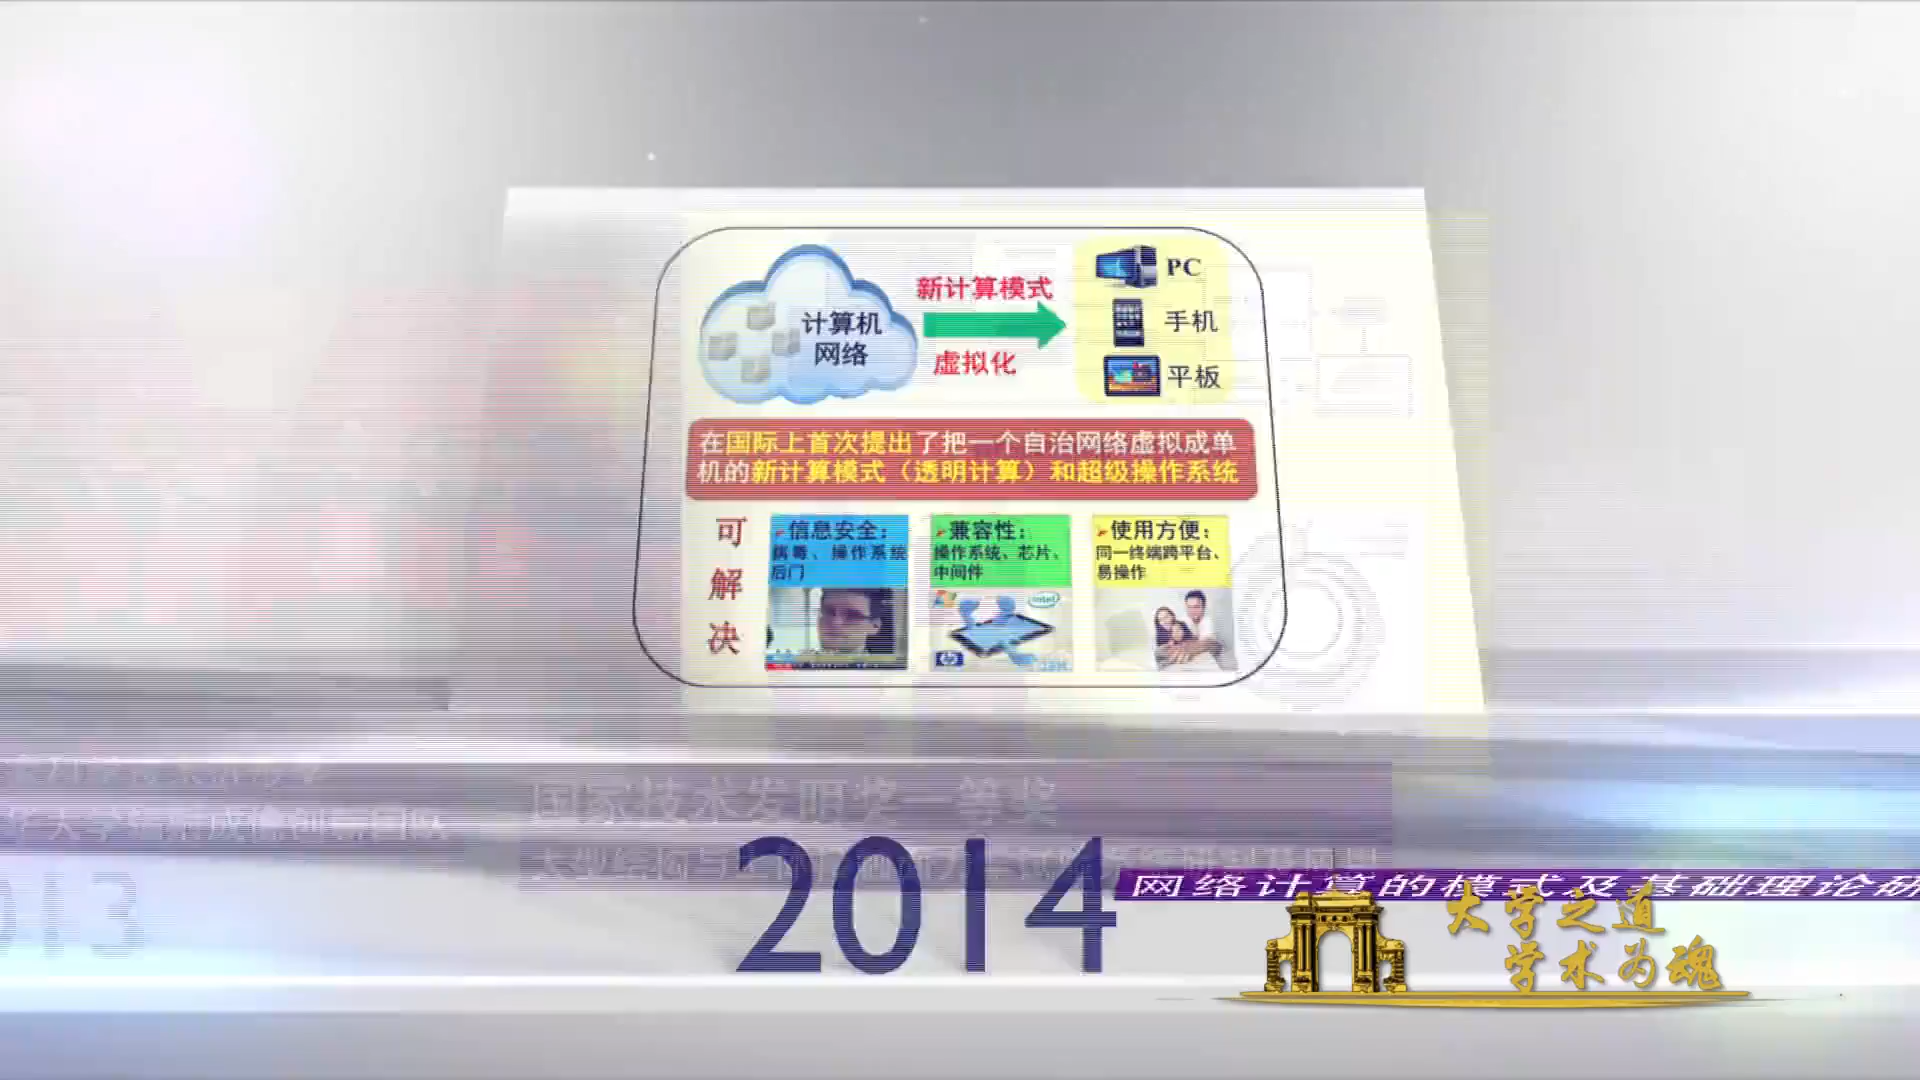 计算机
网络
新计算模式
虚拟化
PC
手机
平板
在国际上首次提出了把一个自治网络虚拟成单
机的新计算模式（透明计算）和超级操作系统
可解决
信息安全：
病毒、操作系统
后门
兼容性：
操作系统、芯片、
中间件
intel
hp
IBM
使用方便：
同一终端跨平台、
易操作
国家技术发明奖一等奖
2014
网络计算的模式及基础理论研
大学之道
学术为魂